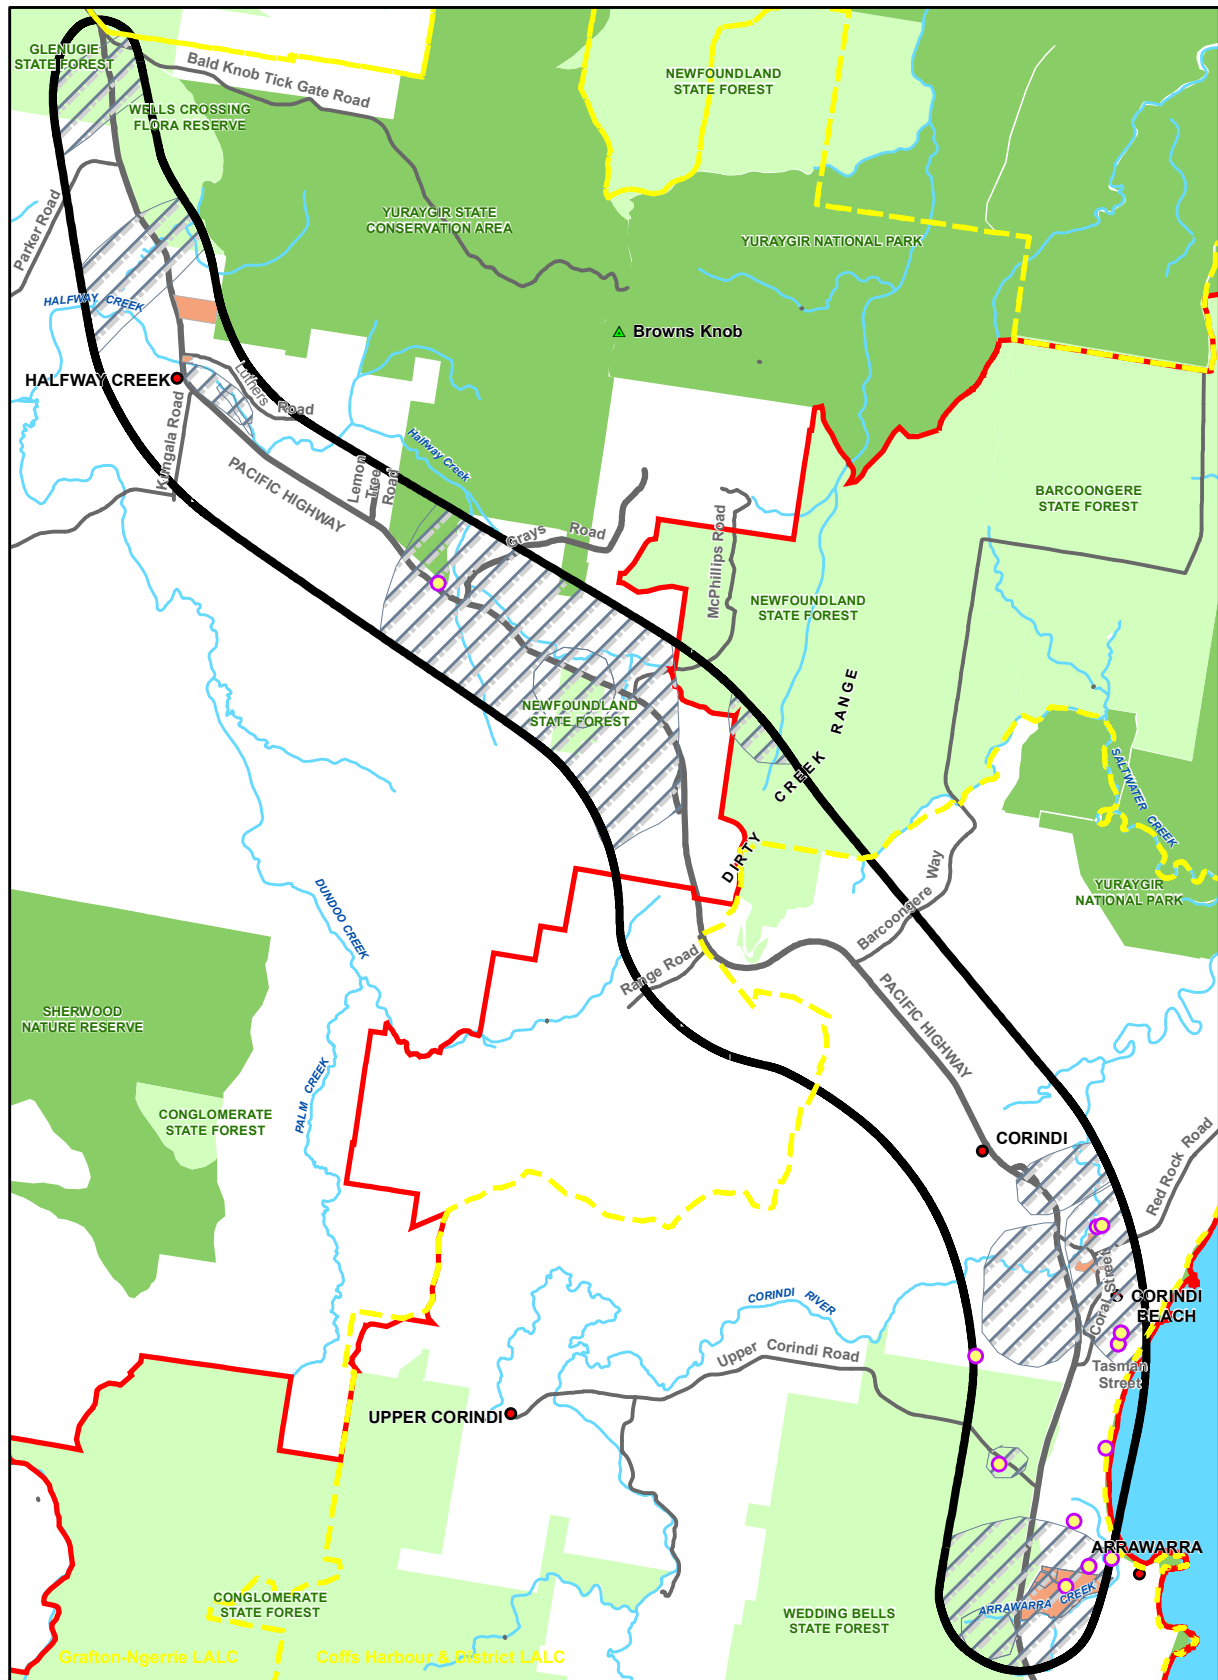 GLENUGIE
STATE FOREST
Bald Knob Tick Gate Road
NEWFOUNDLAND
STATE FOREST
WELLS CROSSING
FLORA RESERVE
Parker Road
YURAYGIR STATE
CONSERVATION AREA
YURAYGIR NATIONAL PARK
HALFWAY CREEK
Browns Knob
HALFWAY CREEK
Luthers Road
Kungala Road
Halfway Creek
PACIFIC HIGHWAY
Lemon
Tree
Road
Grays Road
McPhillips Road
BARCOONGERE
STATE FOREST
NEWFOUNDLAND
STATE FOREST
NEWFOUNDLAND
STATE FOREST
DIRTY CREEK RANGE
SALTWATER CREEK
DUNDOO CREEK
Barcoongere Way
YURAYGIR
NATIONAL PARK
Range Road
PACIFIC HIGHWAY
SHERWOOD
NATURE RESERVE
PALM CREEK
CONGLOMERATE
STATE FOREST
CORINDI
Red Rock Road
Coral Street
CORINDI RIVER
CORINDI
BEACH
Upper Corindi Road
Tasman
Street
UPPER CORINDI
ARRAWARRA
ARRAWARRA CREEK
CONGLOMERATE
STATE FOREST
WEDDING BELLS
STATE FOREST
Grafton-Ngerrie LALC
Coffs Harbour & District LALC